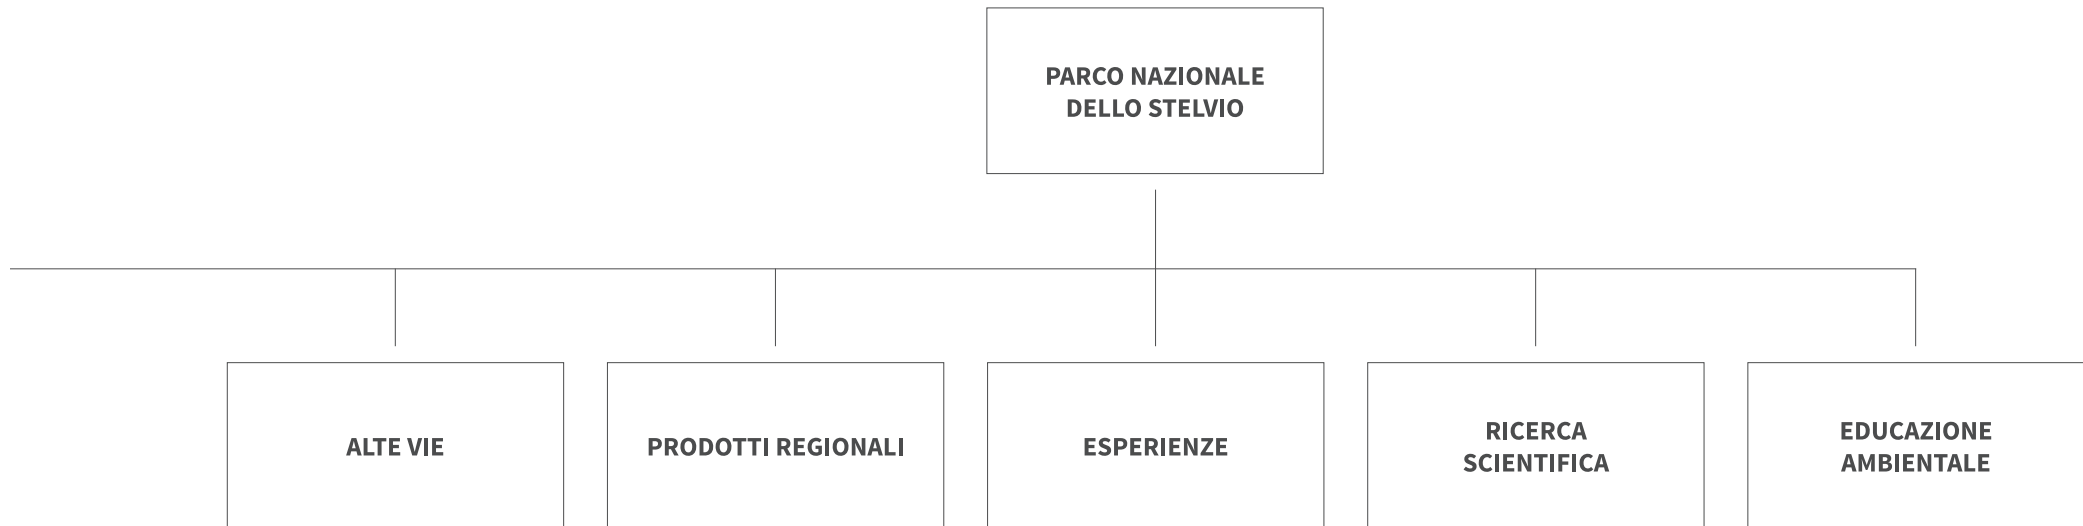 PARCO NAZIONALE
DELLO STELVIO
ALTE VIE
PRODOTTI REGIONALI
ESPERIENZE
RICERCA
SCIENTIFICA
EDUCAZIONE
AMBIENTALE